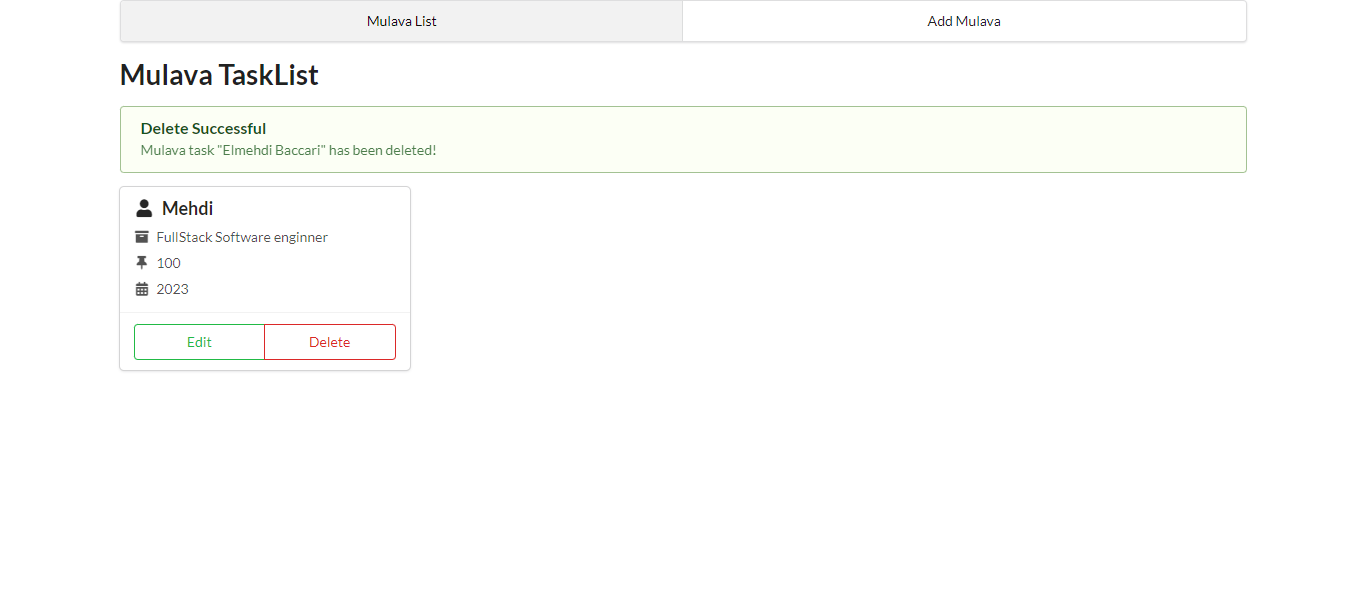 Mulava List
Add Mulava
Mulava TaskList
Delete Successful
Mulava task "Elmehdi Baccari" has been deleted!
Mehdi
FullStack Software enginner
100
2023
Edit
Delete